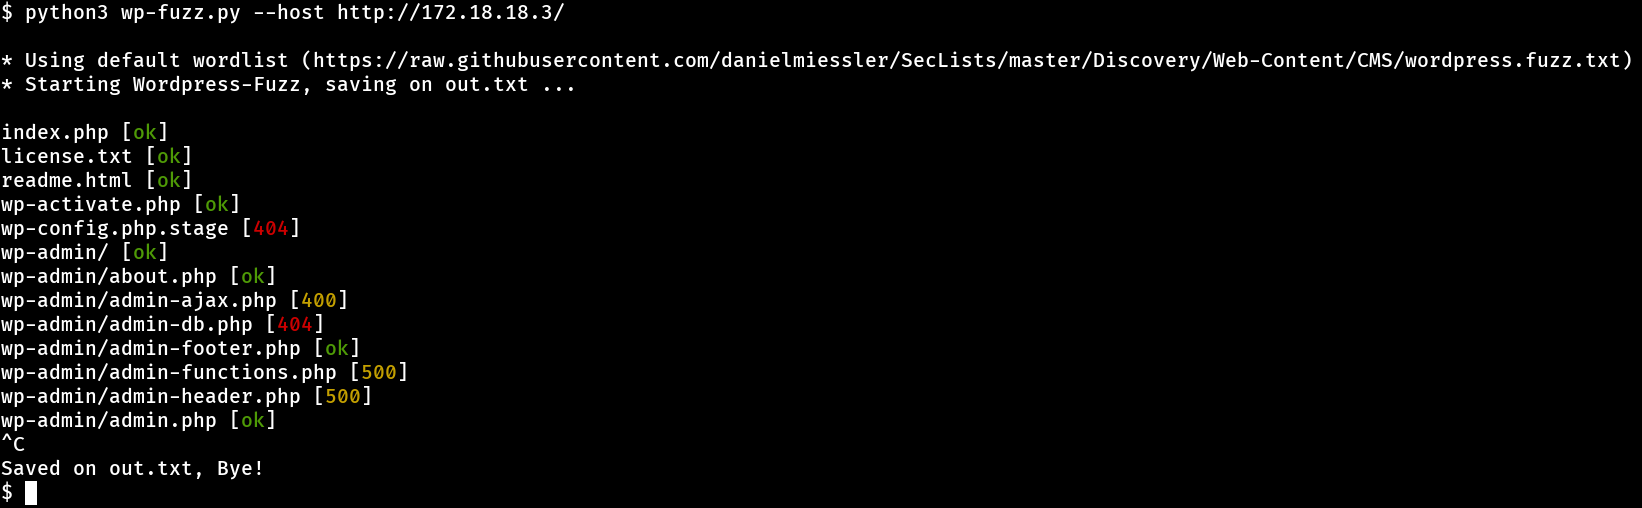 $ python3 wp-fuzz.py --host http://172.18.18.3/
* Using default wordlist (https://raw.githubusercontent.com/danielmiessler/SecLists/master/Discovery/Web-Content/CMS/wordpress.fuzz.txt)
* Starting Wordpress-Fuzz, saving on out.txt ...
index.php [ok]
license.txt [ok]
readme.html [ok]
wp-activate.php [ok]
wp-config.php.stage [404]
wp-admin/ [ok]
wp-admin/about.php [ok]
wp-admin/admin-ajax.php [400]
wp-admin/admin-db.php [404]
wp-admin/admin-footer.php [ok]
wp-admin/admin-functions.php [500]
wp-admin/admin-header.php [500]
wp-admin/admin.php [ok]
^C
Saved on out.txt, Bye!
$